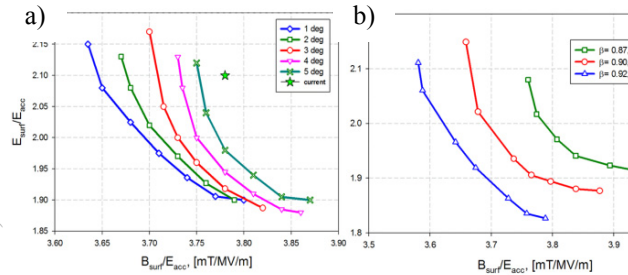 a)
b)
2.15
2.10
2.05
2.00
1.95
1.90
1.85
3.60
3.65
3.70
3.75
3.80
3.85
3.90
E_surf/E_acc
B_surf/E_acc, [mT/MV/m]
1 deg
2 deg
3 deg
4 deg
5 deg
current
2.1
2.0
1.9
1.8
3.5
3.6
3.7
3.8
3.9
B_surf/E_acc, [mT/MV/m]
β= 0.87
β= 0.90
β= 0.92